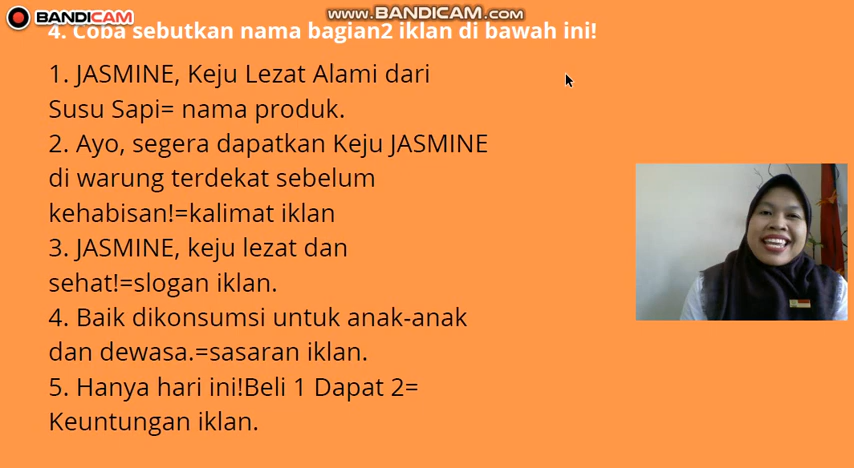 BANDICAM
www.BANDICAM.com
4. Coba sebutkan nama bagian2 iklan di bawah ini!
1. JASMINE, Keju Lezat Alami dari
Susu Sapi= nama produk.
2. Ayo, segera dapatkan Keju JASMINE
di warung terdekat sebelum
kehabisan!=kalimat iklan
3. JASMINE, keju lezat dan
sehat!=slogan iklan.
4. Baik dikonsumsi untuk anak-anak
dan dewasa.=sasaran iklan.
5. Hanya hari ini!Beli 1 Dapat 2=
Keuntungan iklan.